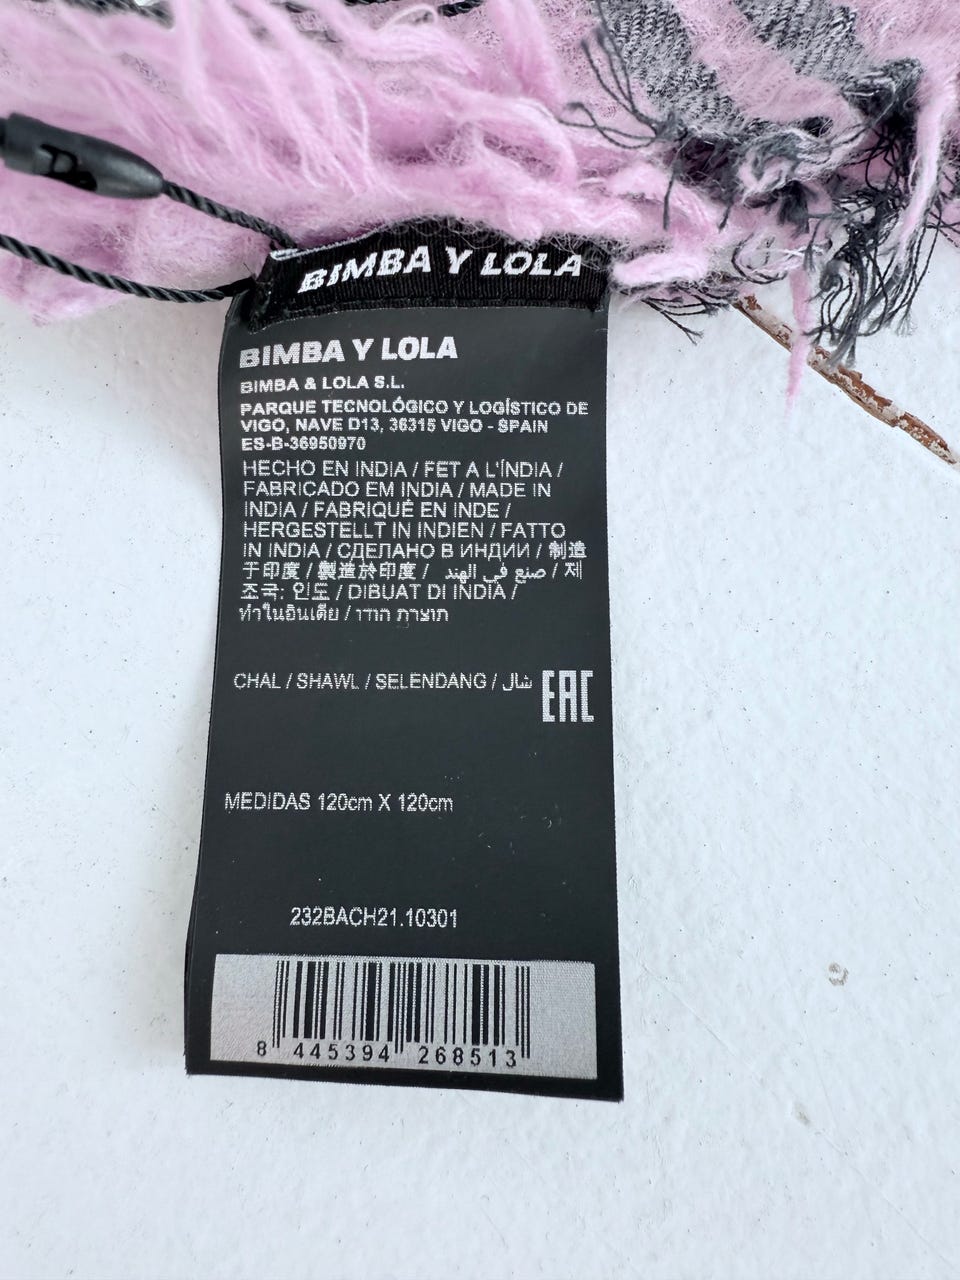 BIMBA Y LOLA
BIMBA Y LOLA
BIMBA & LOLA S.L.
PARQUE TECNOLÓGICO Y LOGÍSTICO DE
VIGO, NAVE D13, 36315 VIGO - SPAIN
ES-B-36950970
HECHO EN INDIA / FET A L'ÍNDIA /
FABRICADO EM INDIA / MADE IN
INDIA / FABRIQUÉ EN INDE /
HERGESTELLT IN INDIEN / FATTO
IN INDIA / СДЕЛАНО В ИНДИИ / 制造
于印度 / 製造於印度 / صنع في الهند / 제
조국: 인도 / DIBUAT DI INDIA /
ทำในอินเดีย / תוצרת הודו
CHAL / SHAWL / SELENDANG / شال EAC
MEDIDAS 120cm X 120cm
232BACH21.10301
8 445394 268513